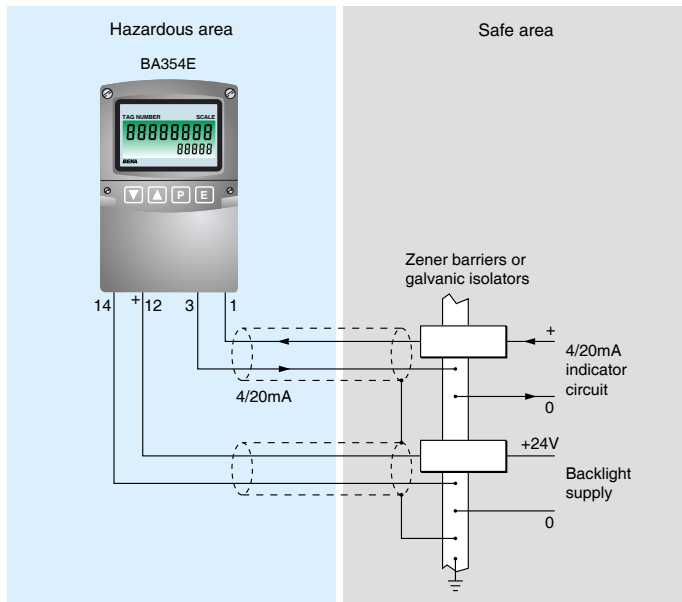 Hazardous area
Safe area
BA354E
TAG NUMBER SCALE
88888888
88888
BEKA
P E
Zener barriers or
galvanic isolators
14 + 12 3 1
+
4/20mA
indicator
circuit
0
4/20mA
+24V
Backlight
supply
0